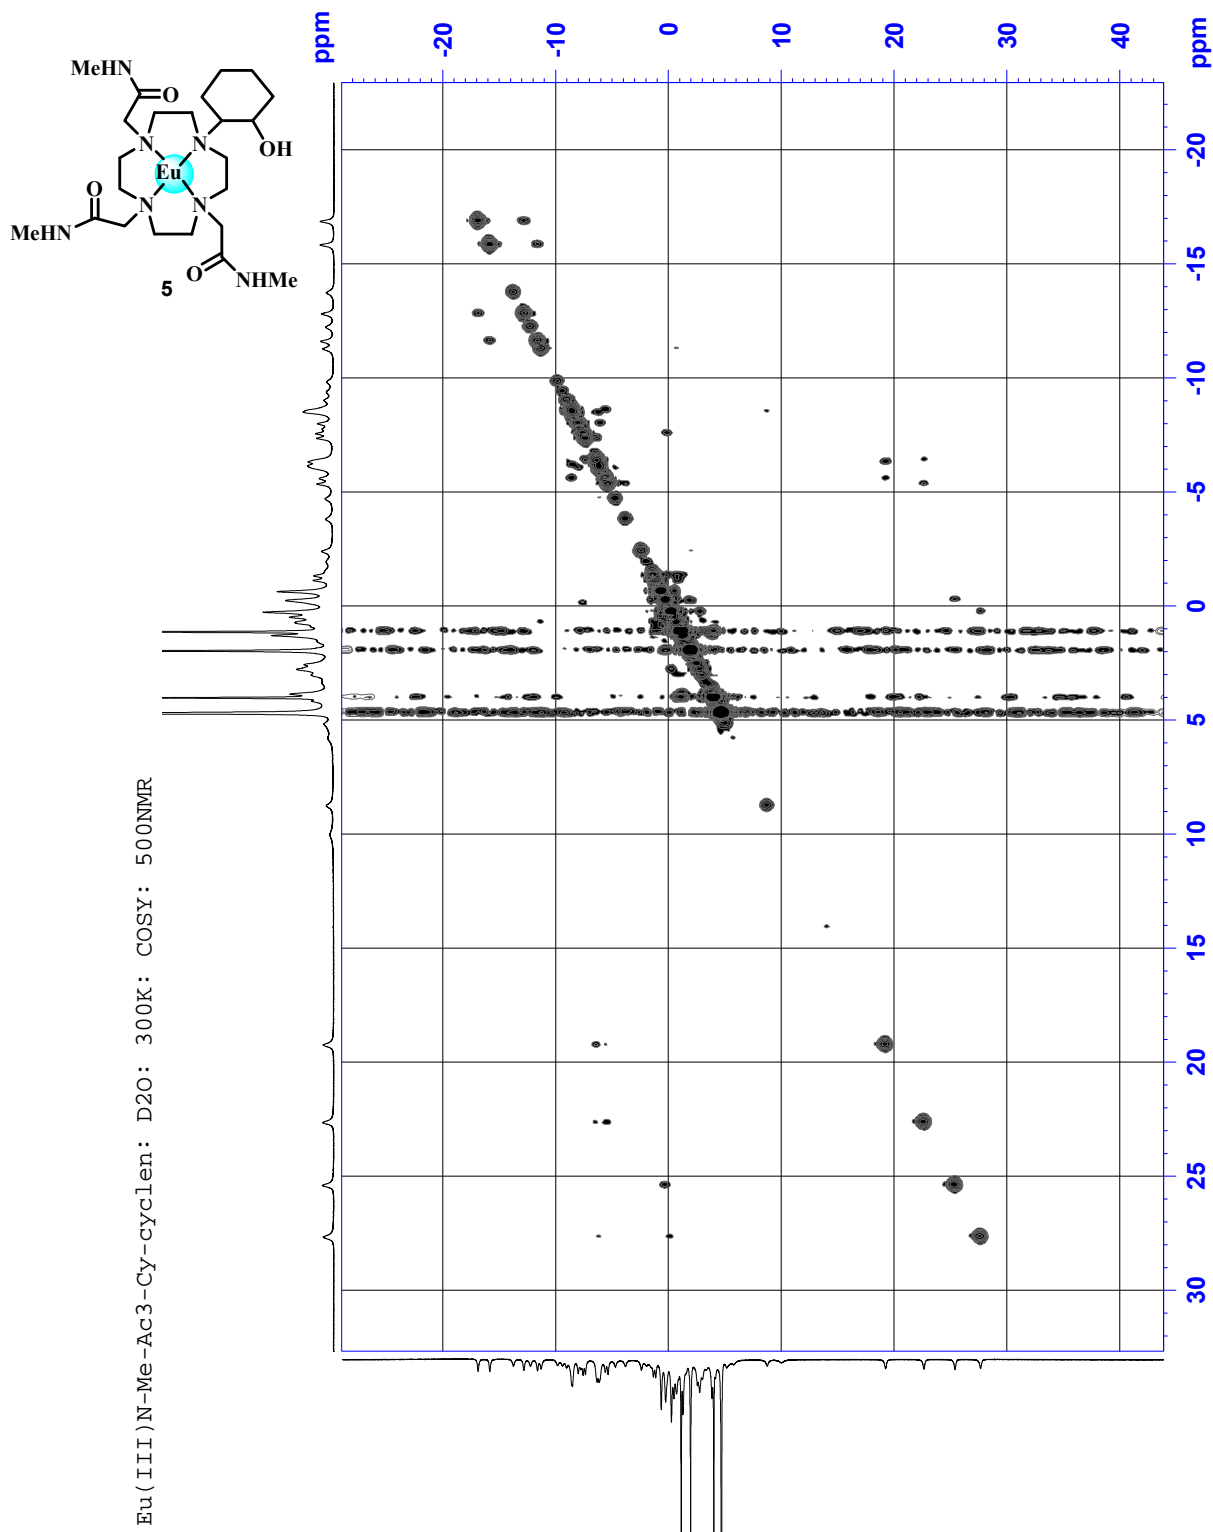 ppm
-20
-10
0
10
20
30
40
ppm
-20
-15
-10
-5
0
5
10
15
20
25
30
MeHN
O
N
N
OH
Eu
O
N
N
MeHN
O
NHMe
5
Eu(III)N-Me-Ac3-Cy-cyclen: D2O: 300K: COSY: 500NMR